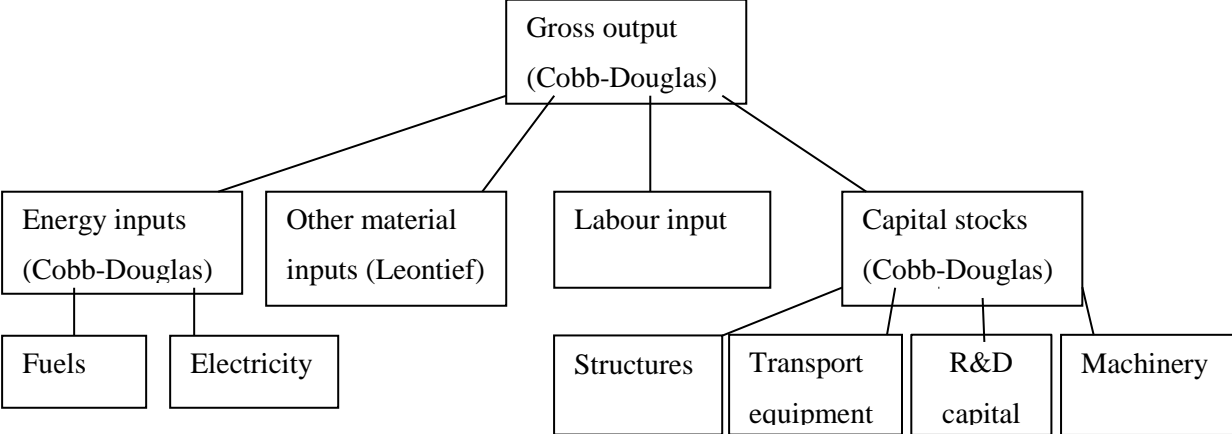 Gross output
(Cobb-Douglas)
Energy inputs
(Cobb-Douglas)
Other material
inputs (Leontief)
Labour input
Capital stocks
(Cobb-Douglas)
Fuels
Electricity
Structures
Transport
equipment
R&D
capital
Machinery